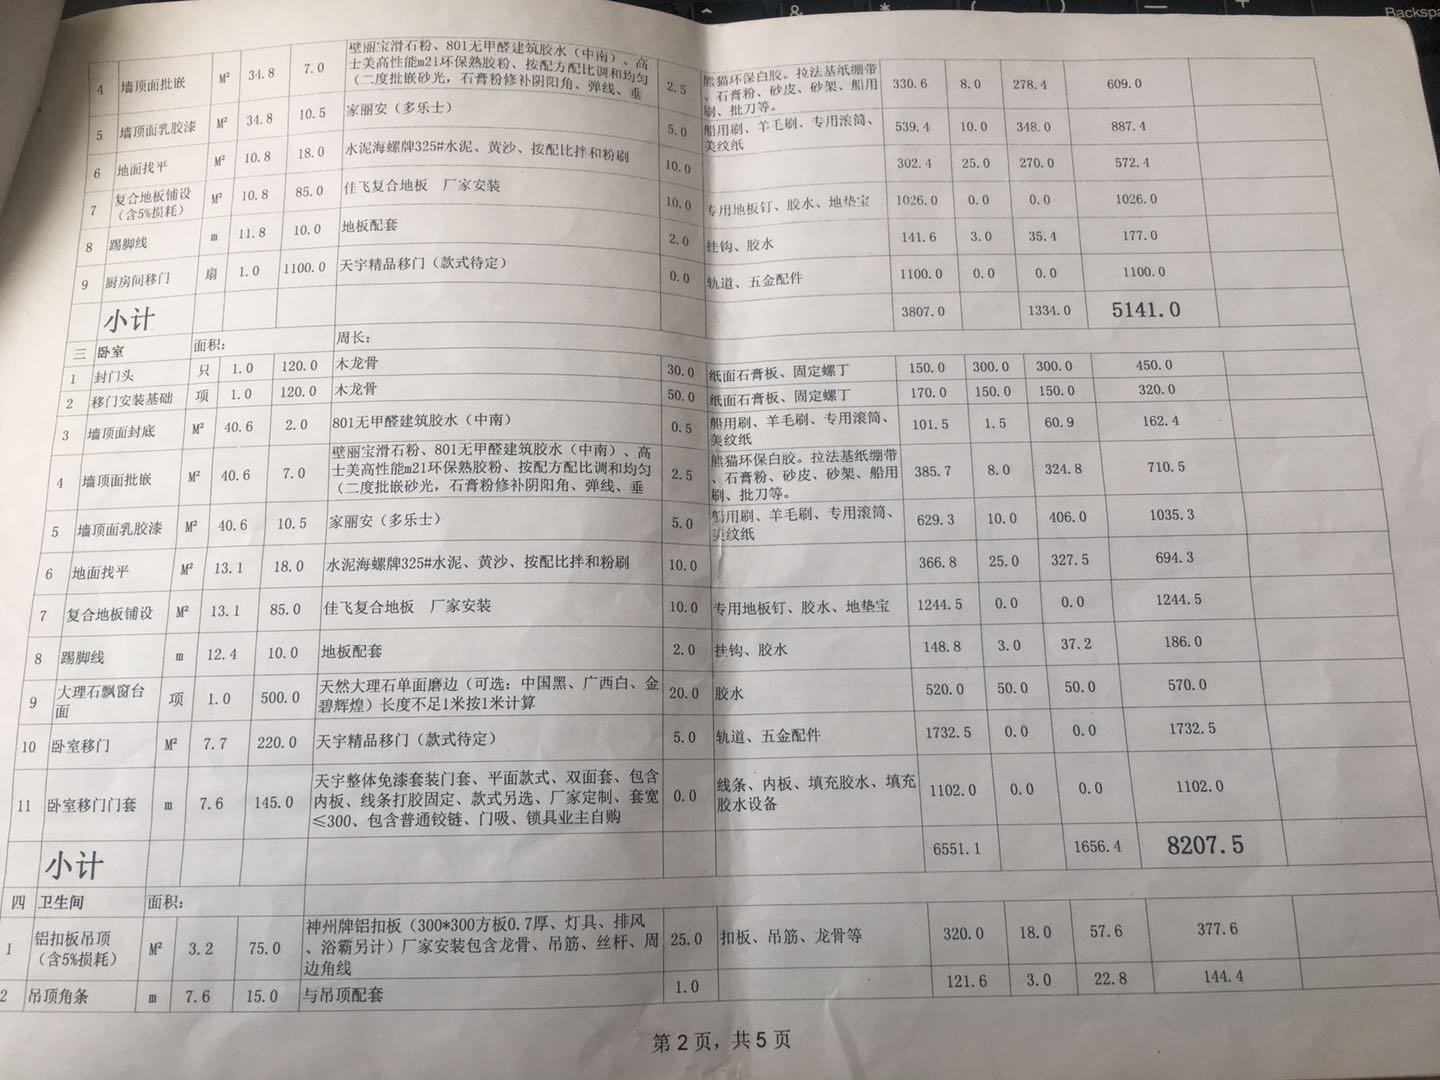 Backspa
4 墙顶面批嵌 M² 34.8 7.0 壁丽宝滑石粉、801无甲醛建筑胶水（中南）、高士美高性能m21环保熟胶粉、按配方配比调和均匀（二度批嵌砂光，石膏粉修补阴阳角、弹线、垂 2.5 熊猫环保白胶。拉法基纸绷带、石膏粉、砂皮、砂架、船用刷、批刀等。 330.6 8.0 278.4 609.0
5 墙顶面乳胶漆 M² 34.8 10.5 家丽安（多乐士） 5.0 船用刷、羊毛刷、专用滚筒、美纹纸 539.4 10.0 348.0 887.4
6 地面找平 M² 10.8 18.0 水泥海螺牌325#水泥、黄沙、按配比拌和粉刷 10.0 302.4 25.0 270.0 572.4
7 复合地板铺设（含5%损耗） M² 10.8 85.0 佳飞复合地板 厂家安装 10.0 专用地板钉、胶水、地垫宝 1026.0 0.0 0.0 1026.0
8 踢脚线 m 11.8 10.0 地板配套 2.0 挂钩、胶水 141.6 3.0 35.4 177.0
9 厨房间移门 扇 1.0 1100.0 天宇精品移门（款式待定） 0.0 轨道、五金配件 1100.0 0.0 0.0 1100.0
小计 3807.0 1334.0 5141.0
三 卧室 面积： 周长：
1 封门头 只 1.0 120.0 木龙骨 30.0 纸面石膏板、固定螺丁 150.0 300.0 300.0 450.0
2 移门安装基础 项 1.0 120.0 木龙骨 50.0 纸面石膏板、固定螺丁 170.0 150.0 150.0 320.0
3 墙顶面封底 M² 40.6 2.0 801无甲醛建筑胶水（中南） 0.5 船用刷、羊毛刷、专用滚筒、美纹纸 101.5 1.5 60.9 162.4
4 墙顶面批嵌 M² 40.6 7.0 壁丽宝滑石粉、801无甲醛建筑胶水（中南）、高士美高性能m21环保熟胶粉、按配方配比调和均匀（二度批嵌砂光，石膏粉修补阴阳角、弹线、垂 2.5 熊猫环保白胶。拉法基纸绷带、石膏粉、砂皮、砂架、船用刷、批刀等。 385.7 8.0 324.8 710.5
5 墙顶面乳胶漆 M² 40.6 10.5 家丽安（多乐士） 5.0 船用刷、羊毛刷、专用滚筒、美纹纸 629.3 10.0 406.0 1035.3
6 地面找平 M² 13.1 18.0 水泥海螺牌325#水泥、黄沙、按配比拌和粉刷 10.0 366.8 25.0 327.5 694.3
7 复合地板铺设 M² 13.1 85.0 佳飞复合地板 厂家安装 10.0 专用地板钉、胶水、地垫宝 1244.5 0.0 0.0 1244.5
8 踢脚线 m 12.4 10.0 地板配套 2.0 挂钩、胶水 148.8 3.0 37.2 186.0
9 大理石飘窗台面 项 1.0 500.0 天然大理石单面磨边（可选：中国黑、广西白、金碧辉煌）长度不足1米按1米计算 20.0 胶水 520.0 50.0 50.0 570.0
10 卧室移门 M² 7.7 220.0 天宇精品移门（款式待定） 5.0 轨道、五金配件 1732.5 0.0 0.0 1732.5
11 卧室移门门套 m 7.6 145.0 天宇整体免漆套装门套、平面款式、双面套、包含内板、线条打胶固定、款式另选、厂家定制、套宽≤300、包含普通铰链、门吸、锁具业主自购 0.0 线条、内板、填充胶水、填充胶水设备 1102.0 0.0 0.0 1102.0
小计 6551.1 1656.4 8207.5
四 卫生间 面积：
1 铝扣板吊顶（含5%损耗） M² 3.2 75.0 神州牌铝扣板（300*300方板0.7厚、灯具、排风、浴霸另计）厂家安装包含龙骨、吊筋、丝杆、周边角线 25.0 扣板、吊筋、龙骨等 320.0 18.0 57.6 377.6
2 吊顶角条 m 7.6 15.0 与吊顶配套 1.0 121.6 3.0 22.8 144.4
第 2 页，共 5 页